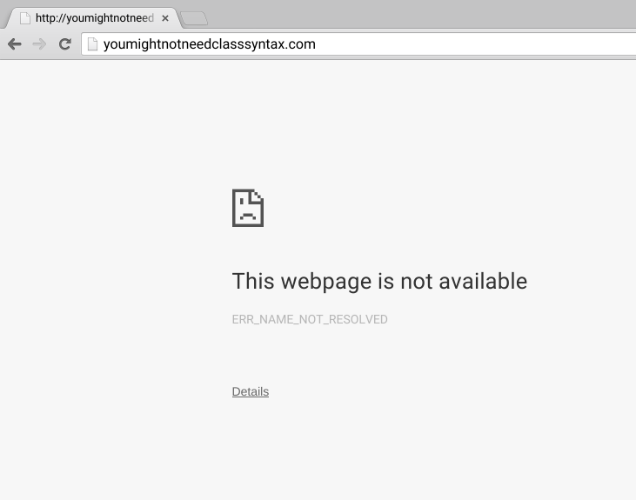 http://youmightnotneed
youmightnotneedclasssyntax.com
This webpage is not available
ERR_NAME_NOT_RESOLVED
Details